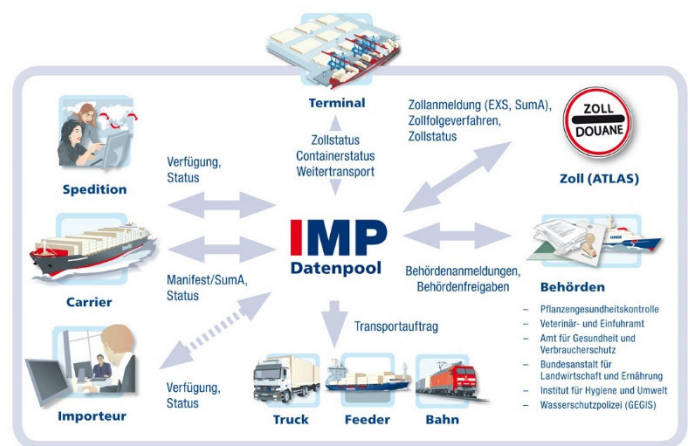 Terminal
Zollstatus
Containerstatus
Weitertransport
Zollanmeldung (EXS, SumA),
Zollfolgeverfahren,
Zollstatus
ZOLL
DOUANE
Zoll (ATLAS)
Spedition
Verfügung,
Status
IMP
Datenpool
Carrier
Manifest/SumA,
Status
Behördenanmeldungen,
Behördenfreigaben
Behörden
– Pflanzengesundheitskontrolle
– Veterinär- und Einfuhramt
– Amt für Gesundheit und
Verbraucherschutz
– Bundesanstalt für
Landwirtschaft und Ernährung
– Institut für Hygiene und Umwelt
– Wasserschutzpolizei (GEGIS)
Importeur
Verfügung,
Status
Transportauftrag
Truck
Feeder
Bahn